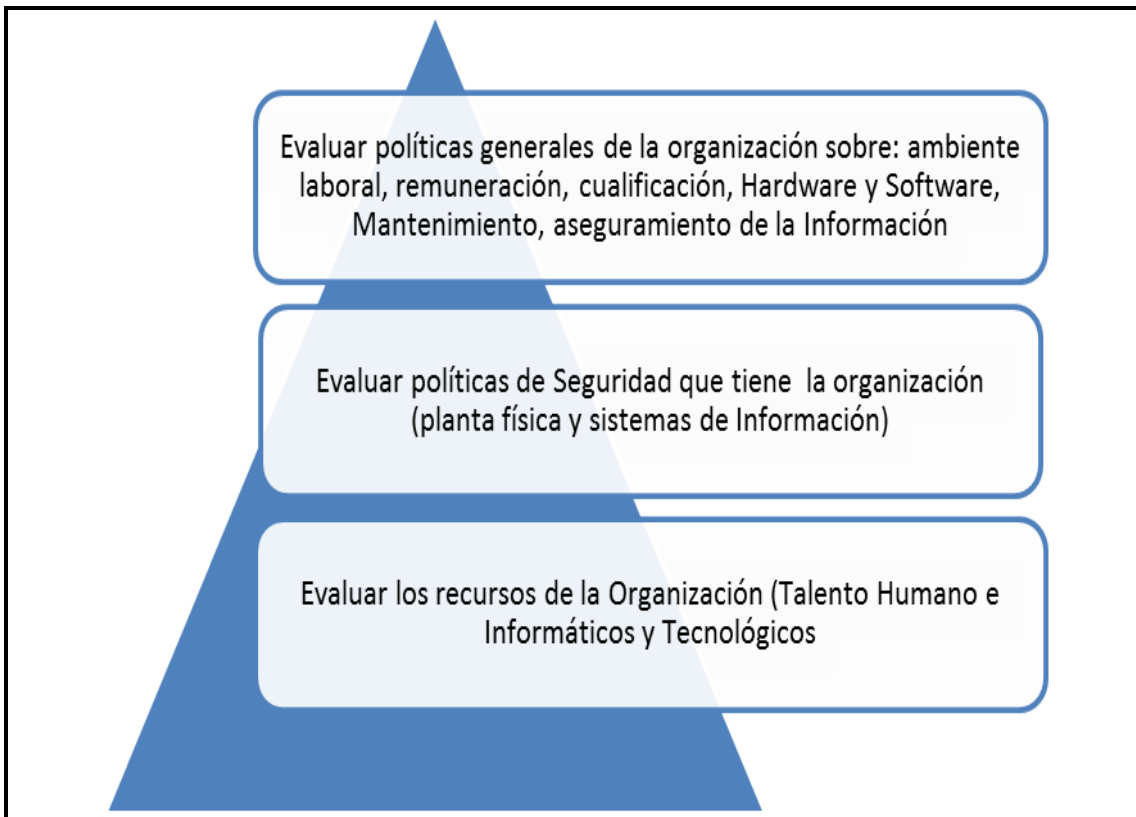 Evaluar políticas generales de la organización sobre: ambiente
laboral, remuneración, cualificación, Hardware y Software,
Mantenimiento, aseguramiento de la Información
Evaluar políticas de Seguridad que tiene  la organización
(planta física y sistemas de Información)
Evaluar los recursos de la Organización (Talento Humano e
Informáticos y Tecnológicos